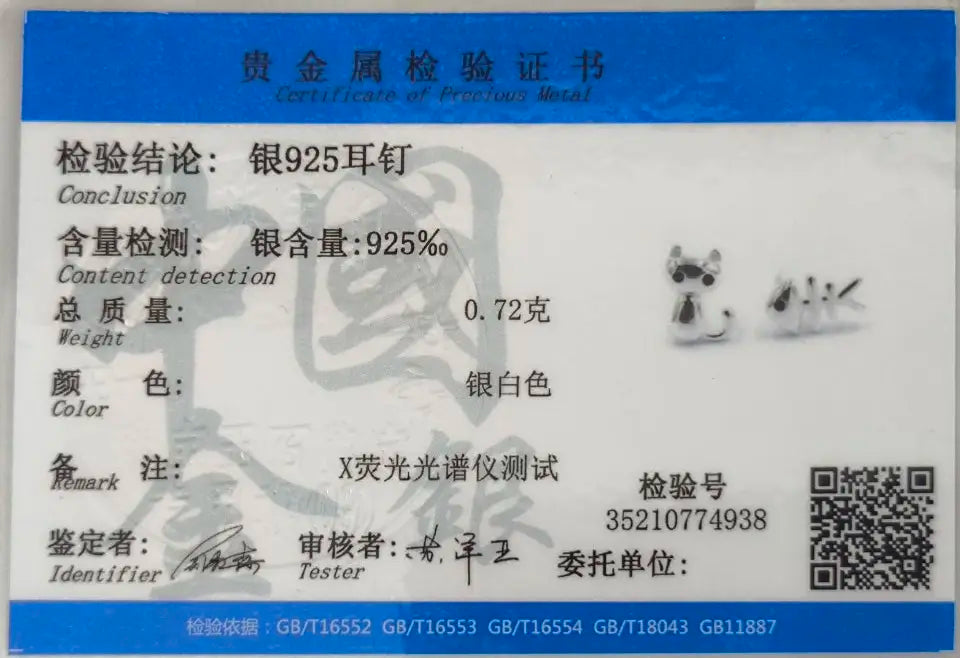 贵金属检验证书
Certificate of Precious Metal
检验结论: 银925耳钉
Conclusion
含量检测: 银含量:925‰
Content detection
总质量: 0.72克
Weight
颜色: 银白色
Color
备注: X荧光光谱仪测试
Remark
检验号
35210774938
鉴定者:
Identifier
审核者:
Tester
委托单位:
检验依据：GB/T16552 GB/T16553 GB/T16554 GB/T18043 GB11887
中國
金銀